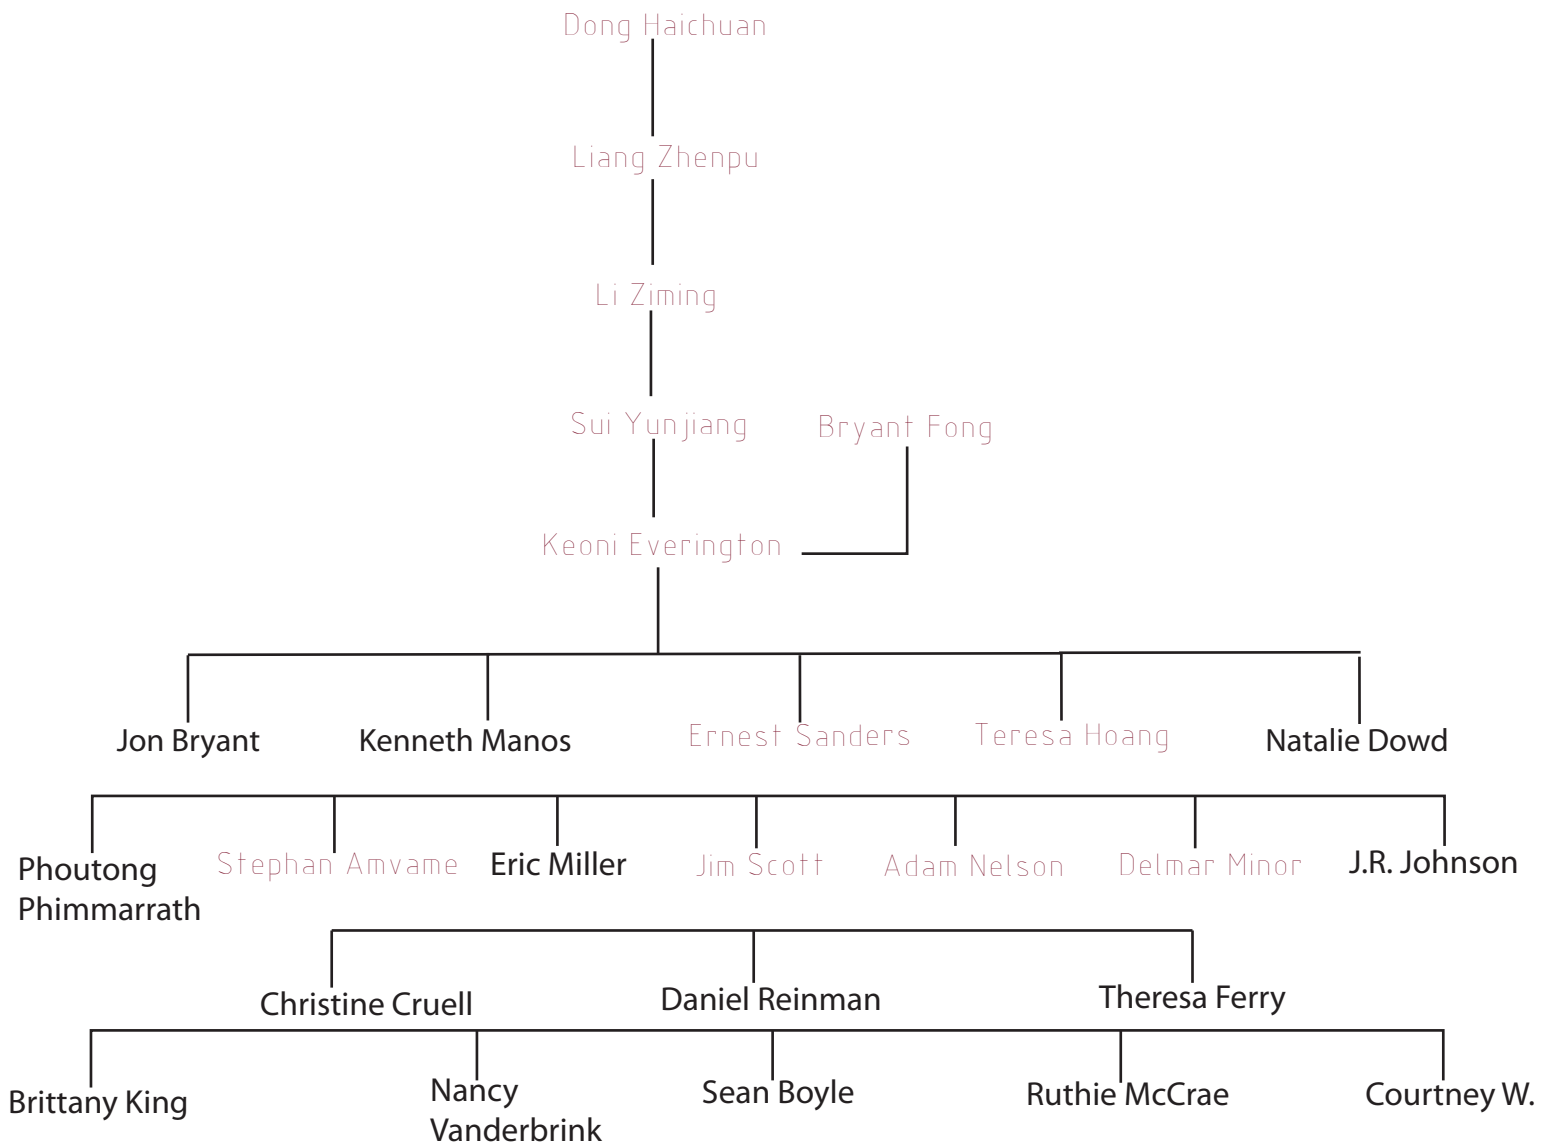 Dong Haichuan
Liang Zhenpu
Li Ziming
Sui Yunjiang
Bryant Fong
Keoni Everington
Jon Bryant
Kenneth Manos
Ernest Sanders
Teresa Hoang
Natalie Dowd
Phoutong
Phimmarrath
Stephan Amvame
Eric Miller
Jim Scott
Adam Nelson
Delmar Minor
J.R. Johnson
Christine Cruell
Daniel Reinman
Theresa Ferry
Brittany King
Nancy
Vanderbrink
Sean Boyle
Ruthie McCrae
Courtney W.